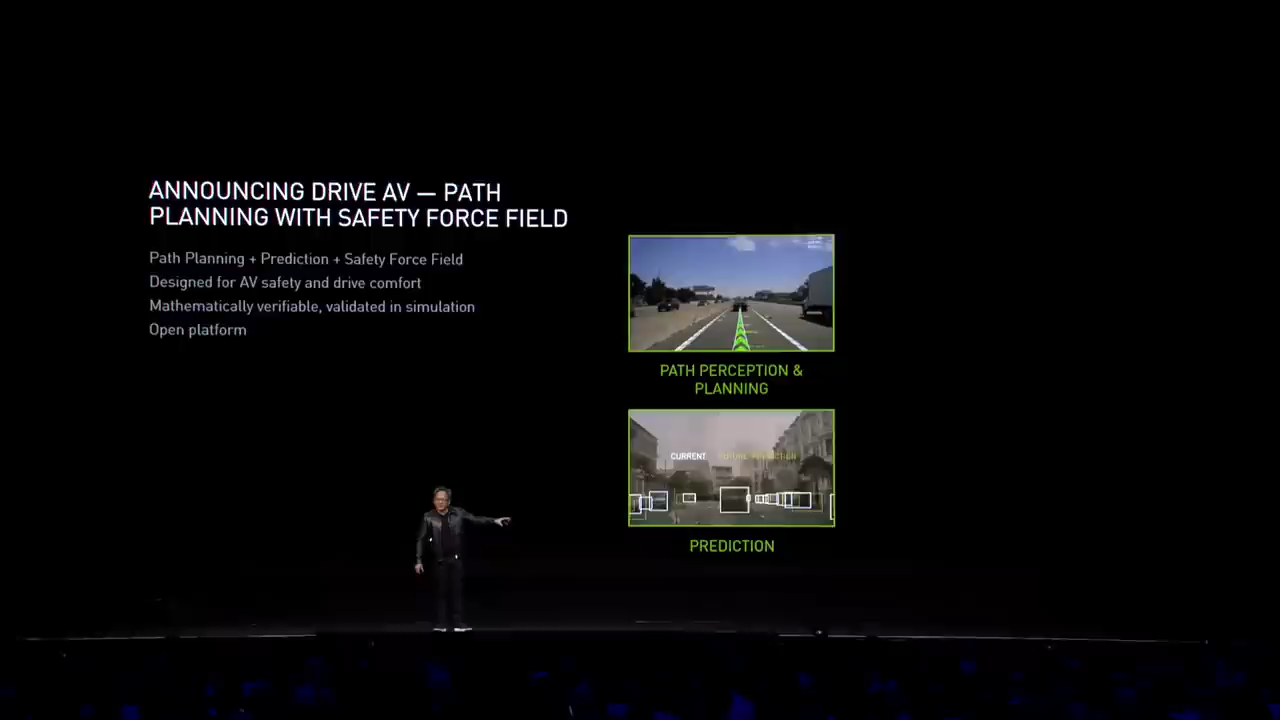 ANNOUNCING DRIVE AV — PATH
PLANNING WITH SAFETY FORCE FIELD
Path Planning + Prediction + Safety Force Field
Designed for AV safety and drive comfort
Mathematically verifiable, validated in simulation
Open platform
PATH PERCEPTION &
PLANNING
CURRENT
PREDICTION